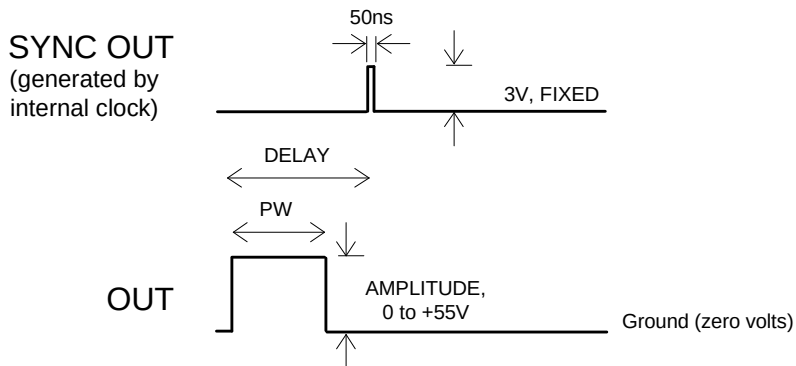 50ns
SYNC OUT
(generated by
internal clock)
3V, FIXED
DELAY
PW
OUT
AMPLITUDE,
0 to +55V
Ground (zero volts)